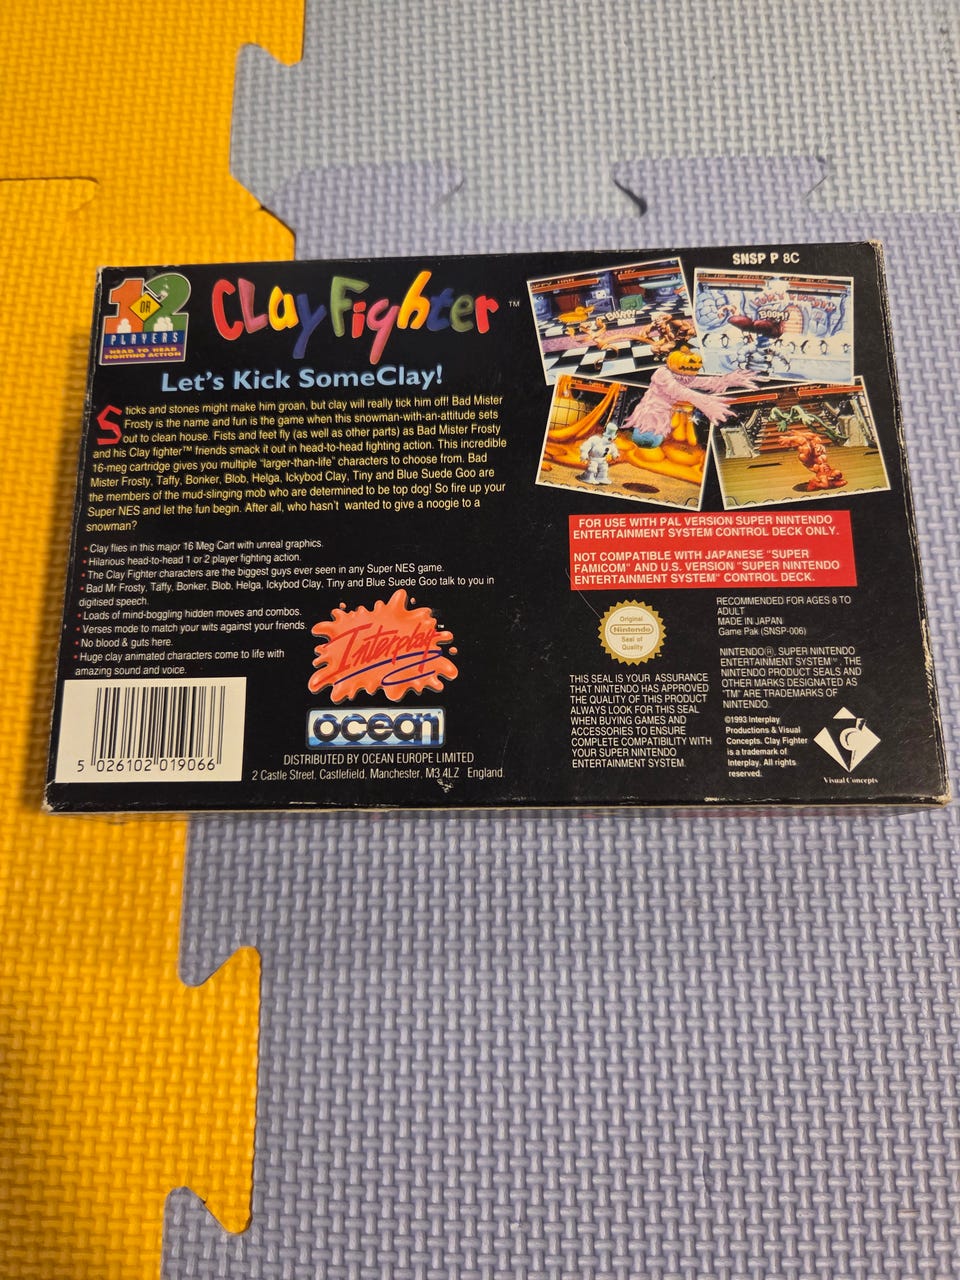 SNSP P 8C
1 OR 2
PLAYERS
HEAD TO HEAD
FIGHTING ACTION
ClayFighter™
Let's Kick SomeClay!
Sticks and stones might make him groan, but clay will really tick him off! Bad Mister
Frosty is the name and fun is the game when this snowman-with-an-attitude sets
out to clean house. Fists and feet fly (as well as other parts) as Bad Mister Frosty
and his Clay fighter™ friends smack it out in head-to-head fighting action. This incredible
16-meg cartridge gives you multiple "larger-than-life" characters to choose from. Bad
Mister Frosty, Taffy, Bonker, Blob, Helga, Ickybod Clay, Tiny and Blue Suede Goo are
the members of the mud-slinging mob who are determined to be top dog! So fire up your
Super NES and let the fun begin. After all, who hasn't wanted to give a noogie to a
snowman?
• Clay flies in this major 16 Meg Cart with unreal graphics.
• Hilarious head-to-head 1 or 2 player fighting action.
• The Clay Fighter characters are the biggest guys ever seen in any Super NES game.
• Bad Mr Frosty, Taffy, Bonker, Blob, Helga, Ickybod Clay, Tiny and Blue Suede Goo talk to you in
digitised speech.
• Loads of mind-boggling hidden moves and combos.
• Verses mode to match your wits against your friends.
• No blood & guts here.
• Huge clay animated characters come to life with
amazing sound and voice.
Interplay™
ocean
DISTRIBUTED BY OCEAN EUROPE LIMITED
2 Castle Street, Castlefield, Manchester, M3 4LZ England.
5 026102 019066
BURP!
BOOM!
FOR USE WITH PAL VERSION SUPER NINTENDO
ENTERTAINMENT SYSTEM CONTROL DECK ONLY.
NOT COMPATIBLE WITH JAPANESE "SUPER
FAMICOM" AND U.S. VERSION "SUPER NINTENDO
ENTERTAINMENT SYSTEM" CONTROL DECK.
Original
Nintendo
Seal of
Quality
THIS SEAL IS YOUR ASSURANCE
THAT NINTENDO HAS APPROVED
THE QUALITY OF THIS PRODUCT
ALWAYS LOOK FOR THIS SEAL
WHEN BUYING GAMES AND
ACCESSORIES TO ENSURE
COMPLETE COMPATIBILITY WITH
YOUR SUPER NINTENDO
ENTERTAINMENT SYSTEM.
RECOMMENDED FOR AGES 8 TO
ADULT
MADE IN JAPAN
Game Pak (SNSP-006)
NINTENDO®, SUPER NINTENDO
ENTERTAINMENT SYSTEM™, THE
NINTENDO PRODUCT SEALS AND
OTHER MARKS DESIGNATED AS
"TM" ARE TRADEMARKS OF
NINTENDO.
©1993 Interplay
Productions & Visual
Concepts. Clay Fighter
is a trademark of
Interplay. All rights
reserved.
Visual Concepts